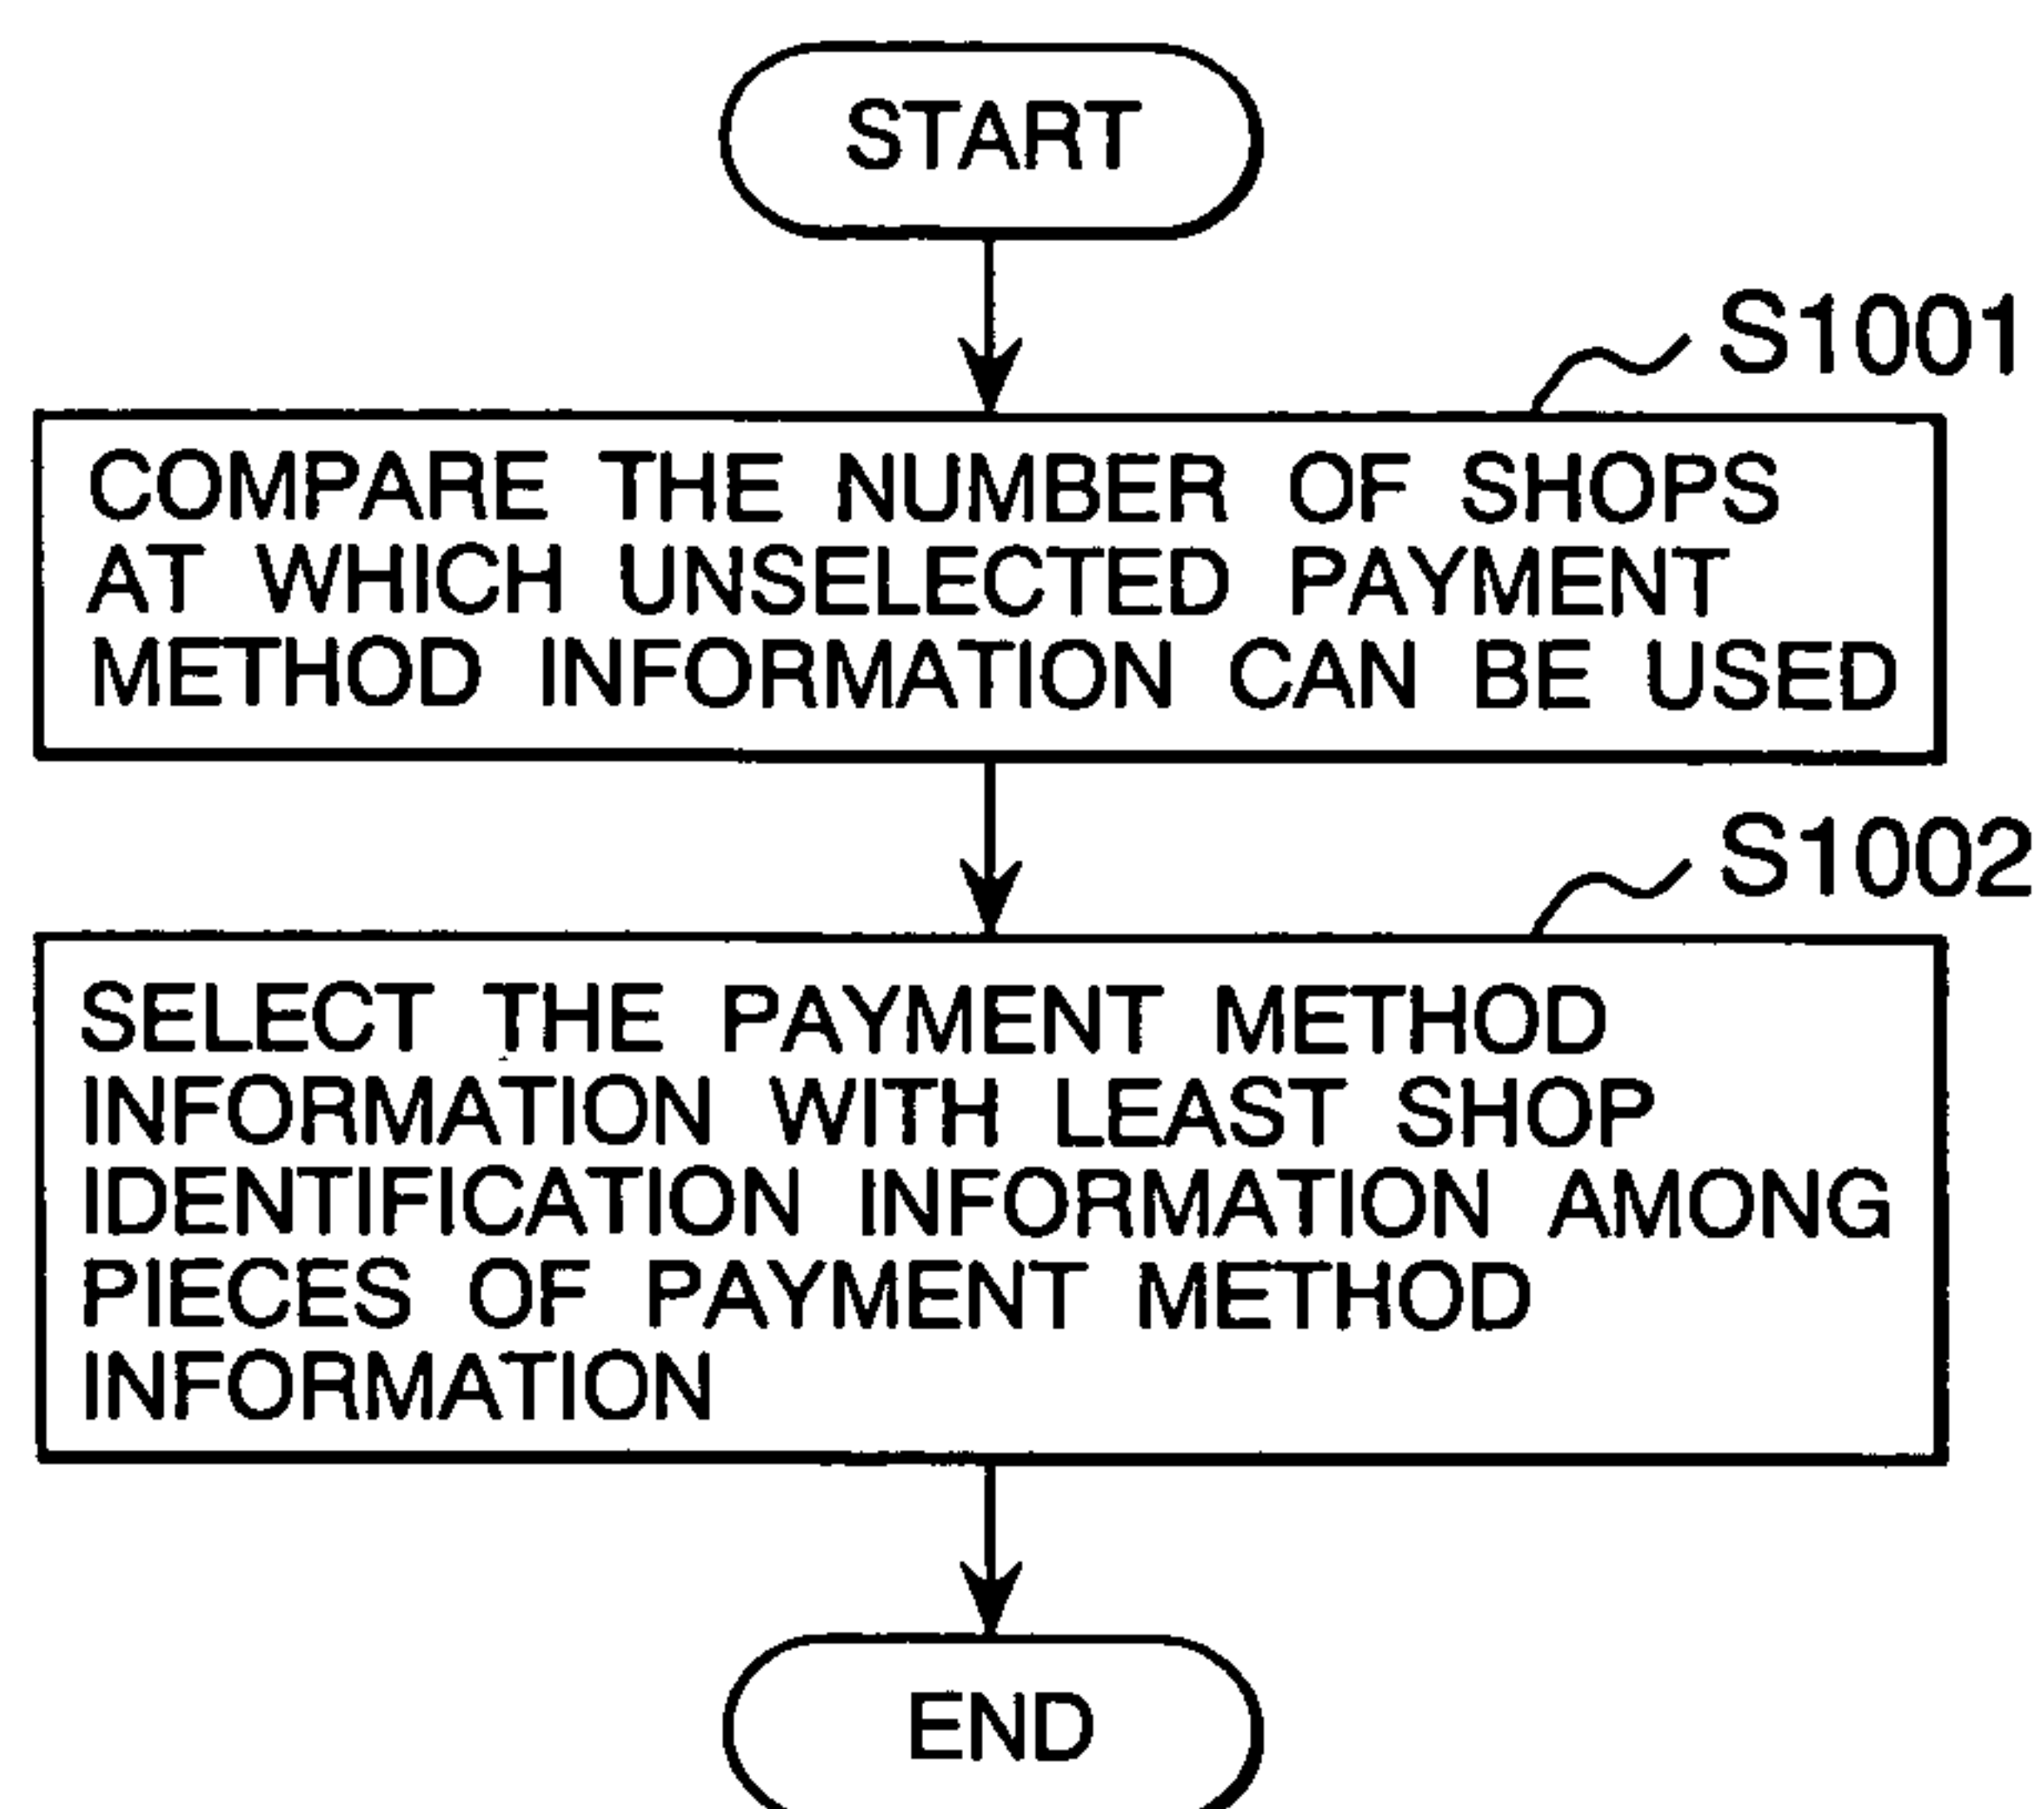 START
S1001
COMPARE THE NUMBER OF SHOPS
AT WHICH UNSELECTED PAYMENT
METHOD INFORMATION CAN BE USED
S1002
SELECT THE PAYMENT METHOD
INFORMATION WITH LEAST SHOP
IDENTIFICATION INFORMATION AMONG
PIECES OF PAYMENT METHOD
INFORMATION
END